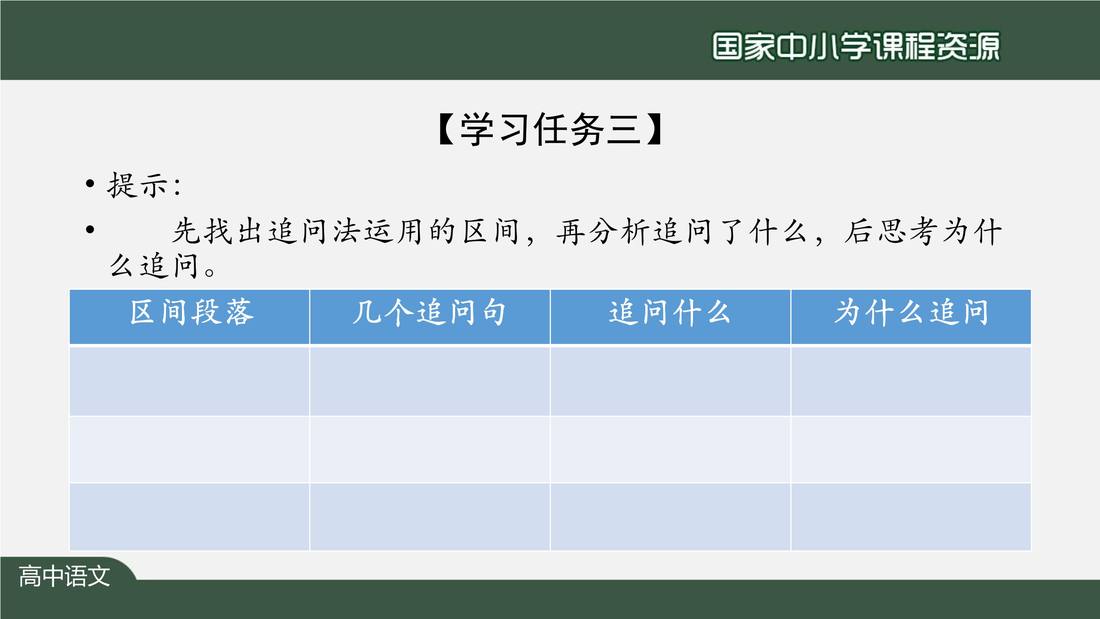 国家中小学课程资源
【学习任务三】
• 提示：
• 先找出追问法运用的区间，再分析追问了什么，后思考为什
么追问。
区间段落 几个追问句 追问什么 为什么追问
高中语文